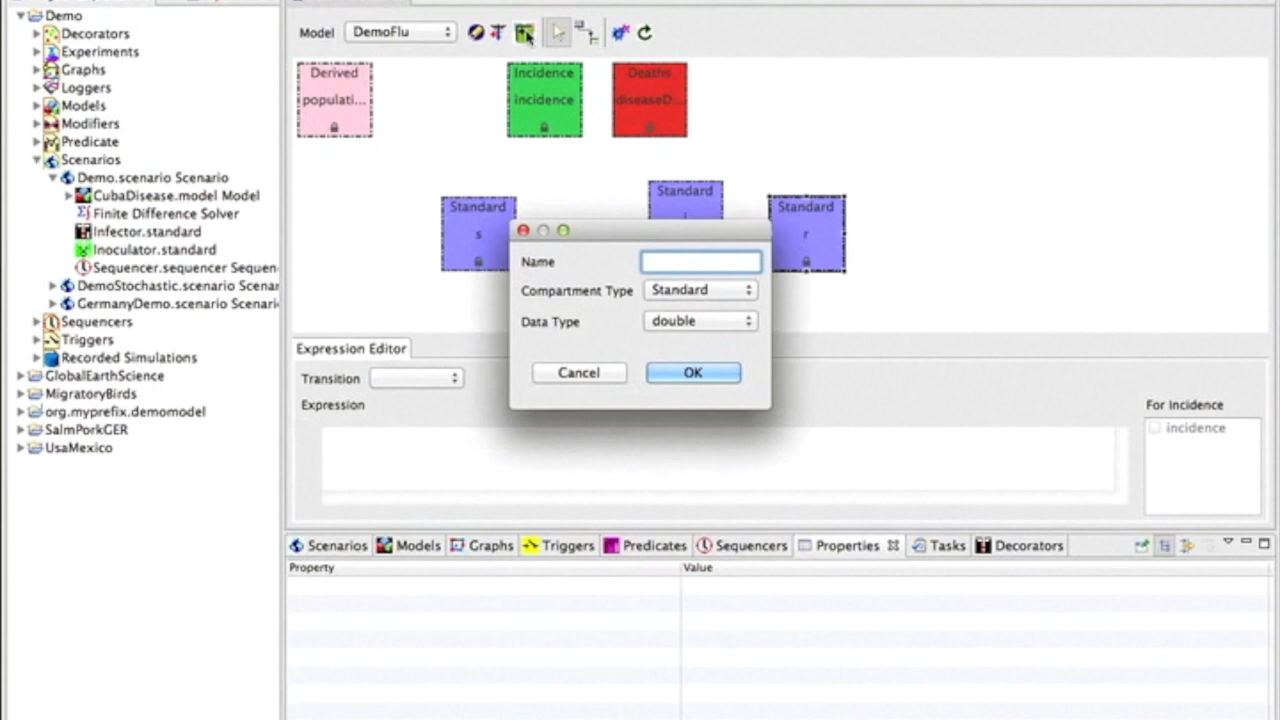 Demo
Decorators
Experiments
Graphs
Loggers
Models
Modifiers
Predicate
Scenarios
Demo.scenario Scenario
CubaDisease.model Model
Finite Difference Solver
Infector.standard
Inoculator.standard
Sequencer.sequencer Sequen
DemoStochastic.scenario Scenar
GermanyDemo.scenario Scenari
Sequencers
Triggers
Recorded Simulations
GlobalEarthScience
MigratoryBirds
org.myprefix.demomodel
SalmPorkGER
UsaMexico
Model
DemoFlu
Derived
populati...
Incidence
incidence
Deaths
diseaseD...
Standard
s
Standard
i
Standard
r
Name
Compartment Type
Standard
Data Type
double
Cancel
OK
Expression Editor
Transition
Expression
For Incidence
incidence
Scenarios
Models
Graphs
Triggers
Predicates
Sequencers
Properties
Tasks
Decorators
Property
Value